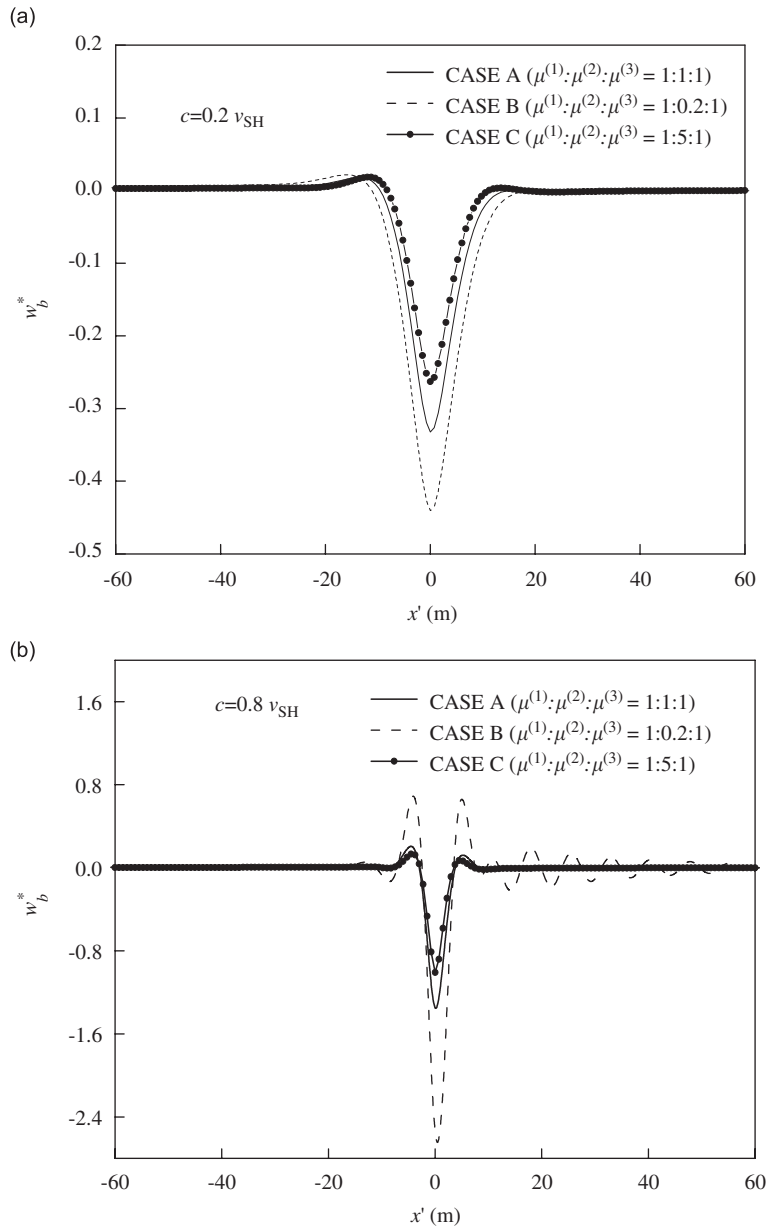 (a)
0.2
0.1
0.0
-0.1
-0.2
-0.3
-0.4
-0.5
w_b^*
c=0.2 v_SH
CASE A (μ^(1):μ^(2):μ^(3) = 1:1:1)
CASE B (μ^(1):μ^(2):μ^(3) = 1:0.2:1)
CASE C (μ^(1):μ^(2):μ^(3) = 1:5:1)
-60 -40 -20 0 20 40 60
x' (m)
(b)
1.6
0.8
0.0
-0.8
-1.6
-2.4
w_b^*
c=0.8 v_SH
CASE A (μ^(1):μ^(2):μ^(3) = 1:1:1)
CASE B (μ^(1):μ^(2):μ^(3) = 1:0.2:1)
CASE C (μ^(1):μ^(2):μ^(3) = 1:5:1)
-60 -40 -20 0 20 40 60
x' (m)